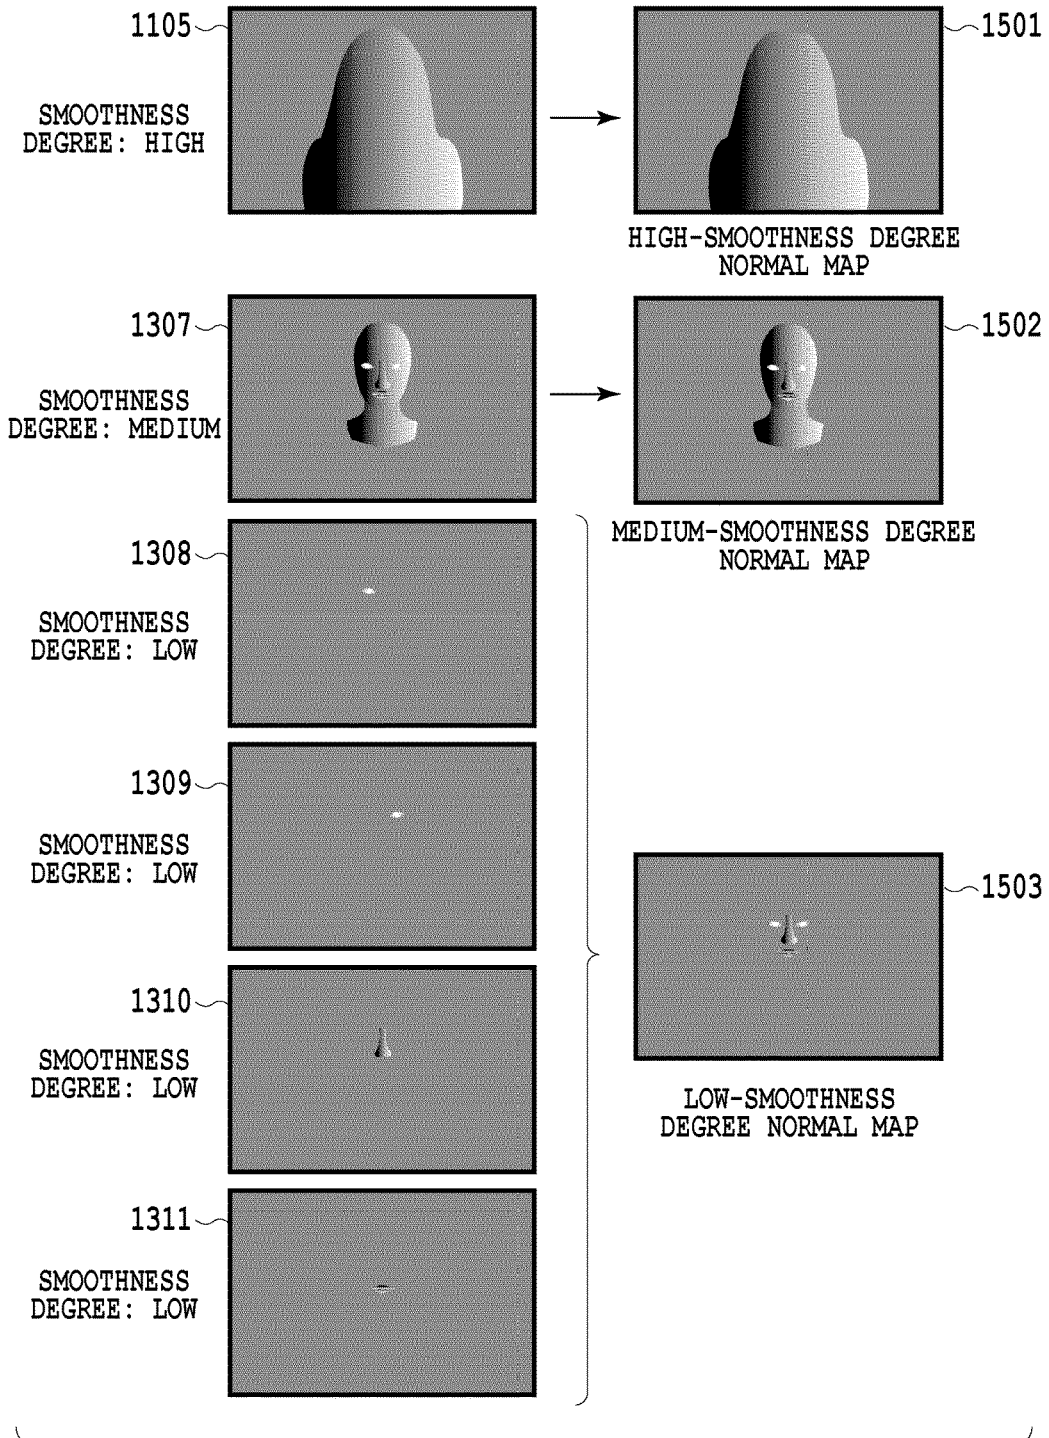 1105
1501
SMOOTHNESS
DEGREE: HIGH
HIGH-SMOOTHNESS DEGREE
NORMAL MAP
1307
1502
SMOOTHNESS
DEGREE: MEDIUM
MEDIUM-SMOOTHNESS DEGREE
NORMAL MAP
1308
SMOOTHNESS
DEGREE: LOW
1309
SMOOTHNESS
DEGREE: LOW
1503
1310
SMOOTHNESS
DEGREE: LOW
LOW-SMOOTHNESS
DEGREE NORMAL MAP
1311
SMOOTHNESS
DEGREE: LOW